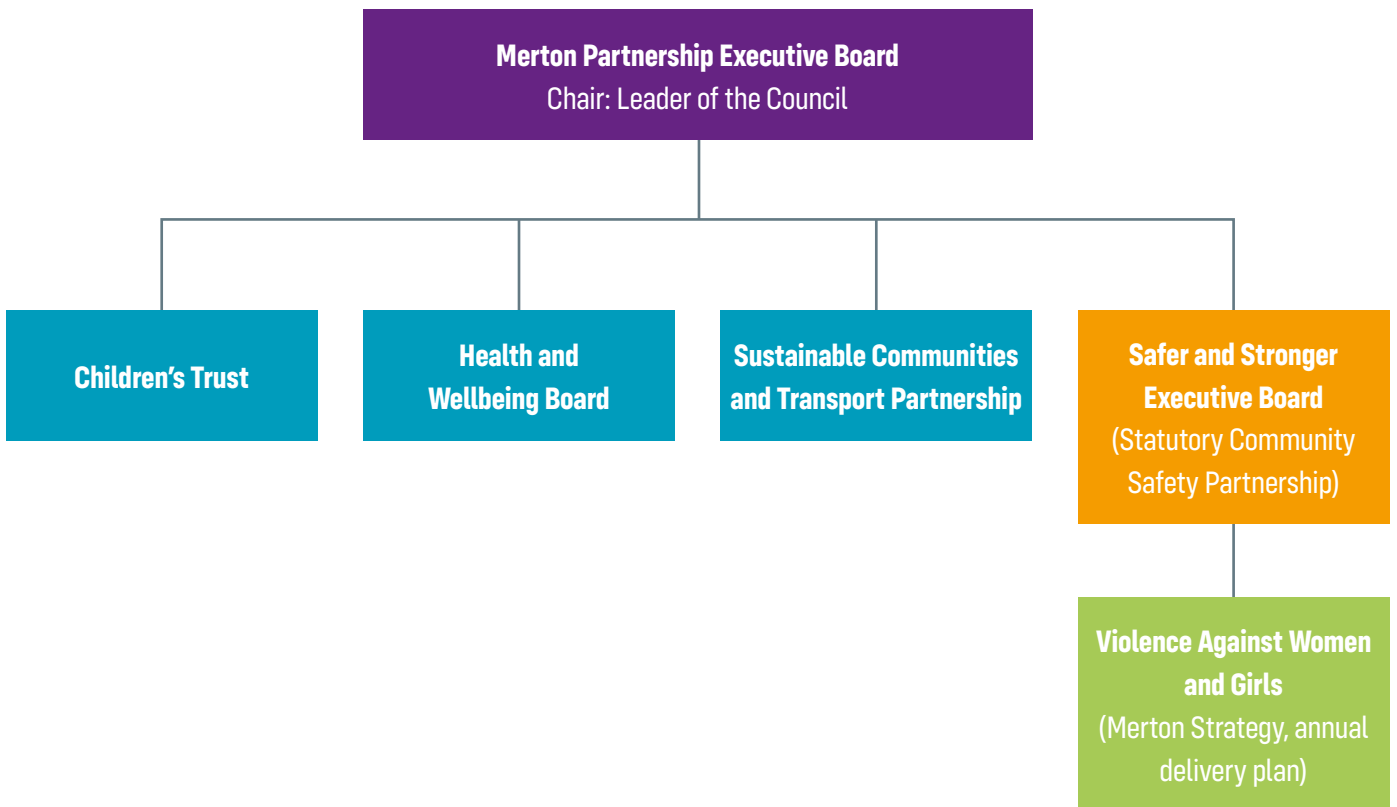 Merton Partnership Executive Board
Chair: Leader of the Council
Children’s Trust
Health and
Wellbeing Board
Sustainable Communities
and Transport Partnership
Safer and Stronger
Executive Board
(Statutory Community
Safety Partnership)
Violence Against Women
and Girls
(Merton Strategy, annual
delivery plan)